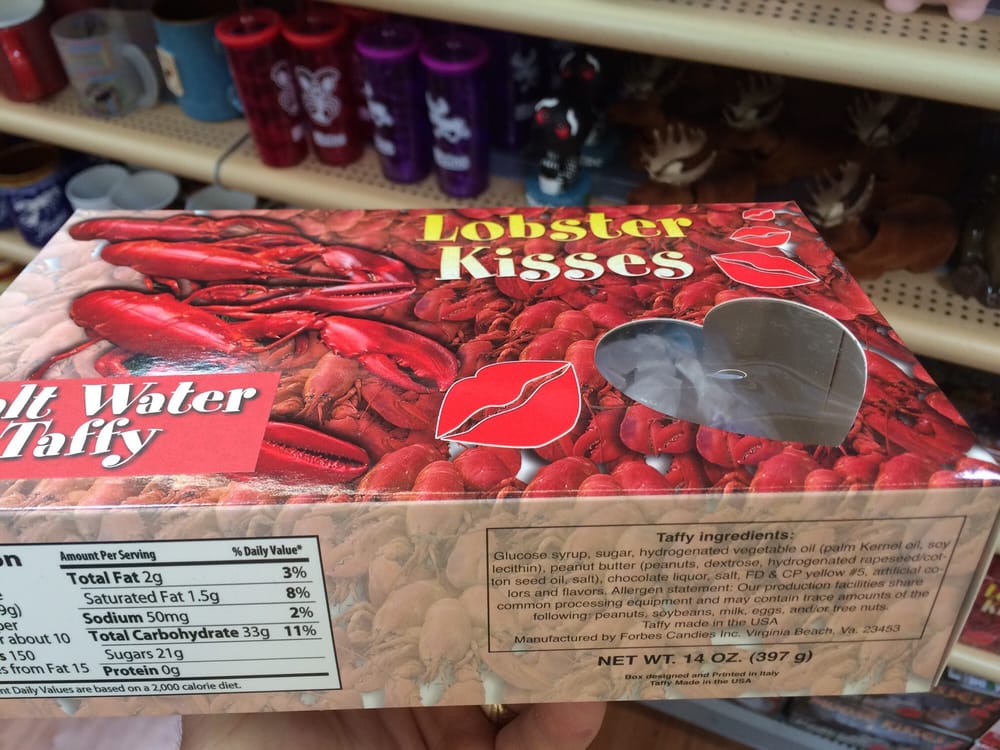 Lobster
Kisses
lt Water
Taffy
on
9g)
per
r about 10
s 150
es from Fat 15
Amount Per Serving % Daily Value*
Total Fat 2g 3%
Saturated Fat 1.5g 8%
Sodium 50mg 2%
Total Carbohydrate 33g 11%
Sugars 21g
Protein 0g
nt Daily Values are based on a 2,000 calorie diet.
Taffy ingredients:
Glucose syrup, sugar, hydrogenated vegetable oil (palm Kernel oil, soy
lecithin), peanut butter (peanuts, dextrose, hydrogenated rapeseed/cot-
ton seed oil, salt), chocolate liquor, salt, FD & CP yellow #5, artificial co-
lors and flavors. Allergen statement: Our production facilities share
common processing equipment and may contain trace amounts of the
following: peanuts, soybeans, milk, eggs, and/or tree nuts.
Taffy made in the USA
Manufactured by Forbes Candies Inc. Virginia Beach, Va. 23453
NET WT. 14 OZ. (397 g)
Box designed and Printed in Italy
Taffy Made in the USA